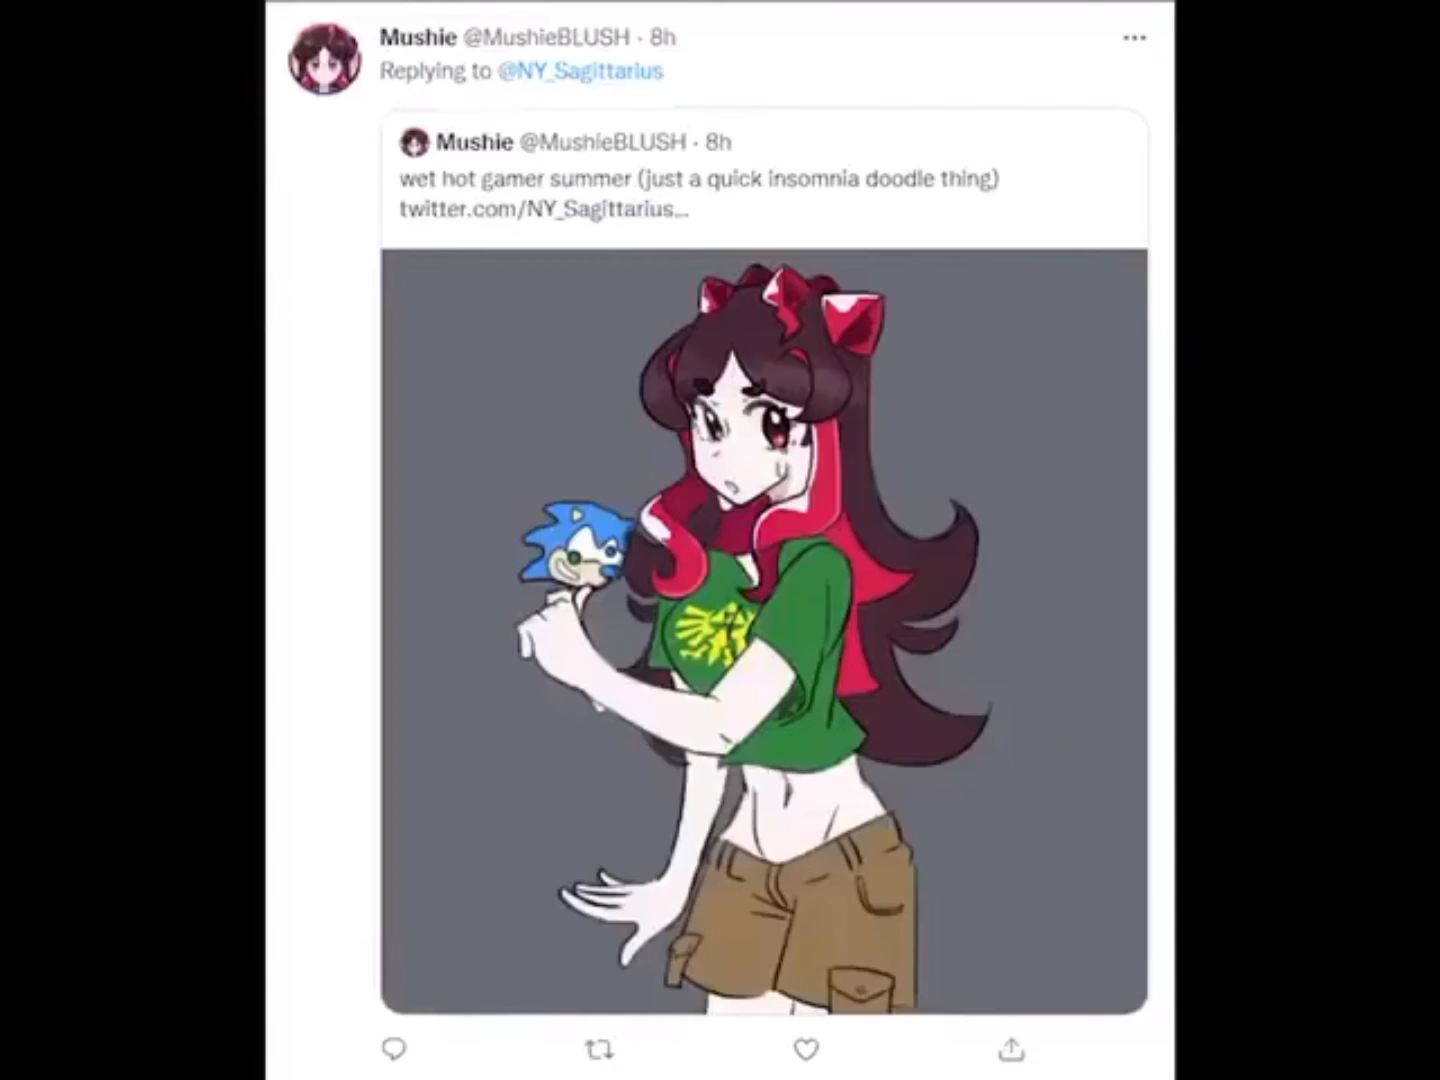 Mushie @MushieBLUSH · 8h
Replying to @NY_Sagittarius
Mushie @MushieBLUSH · 8h
wet hot gamer summer (just a quick insomnia doodle thing)
twitter.com/NY_Sagittarius...